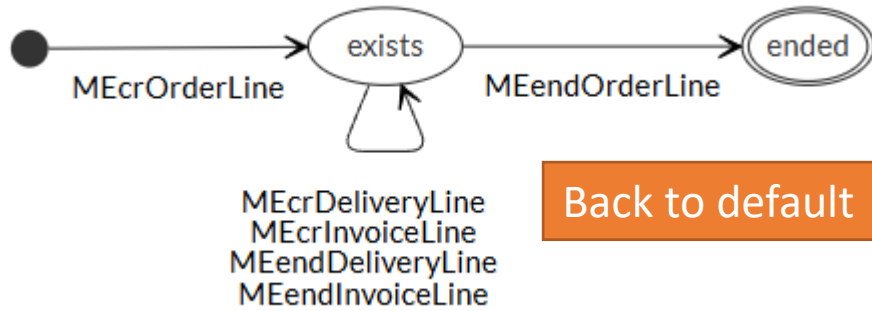 exists
ended
MEcrOrderLine
MEendOrderLine
MEcrDeliveryLine
MEcrInvoiceLine
MEendDeliveryLine
MEendInvoiceLine
Back to default